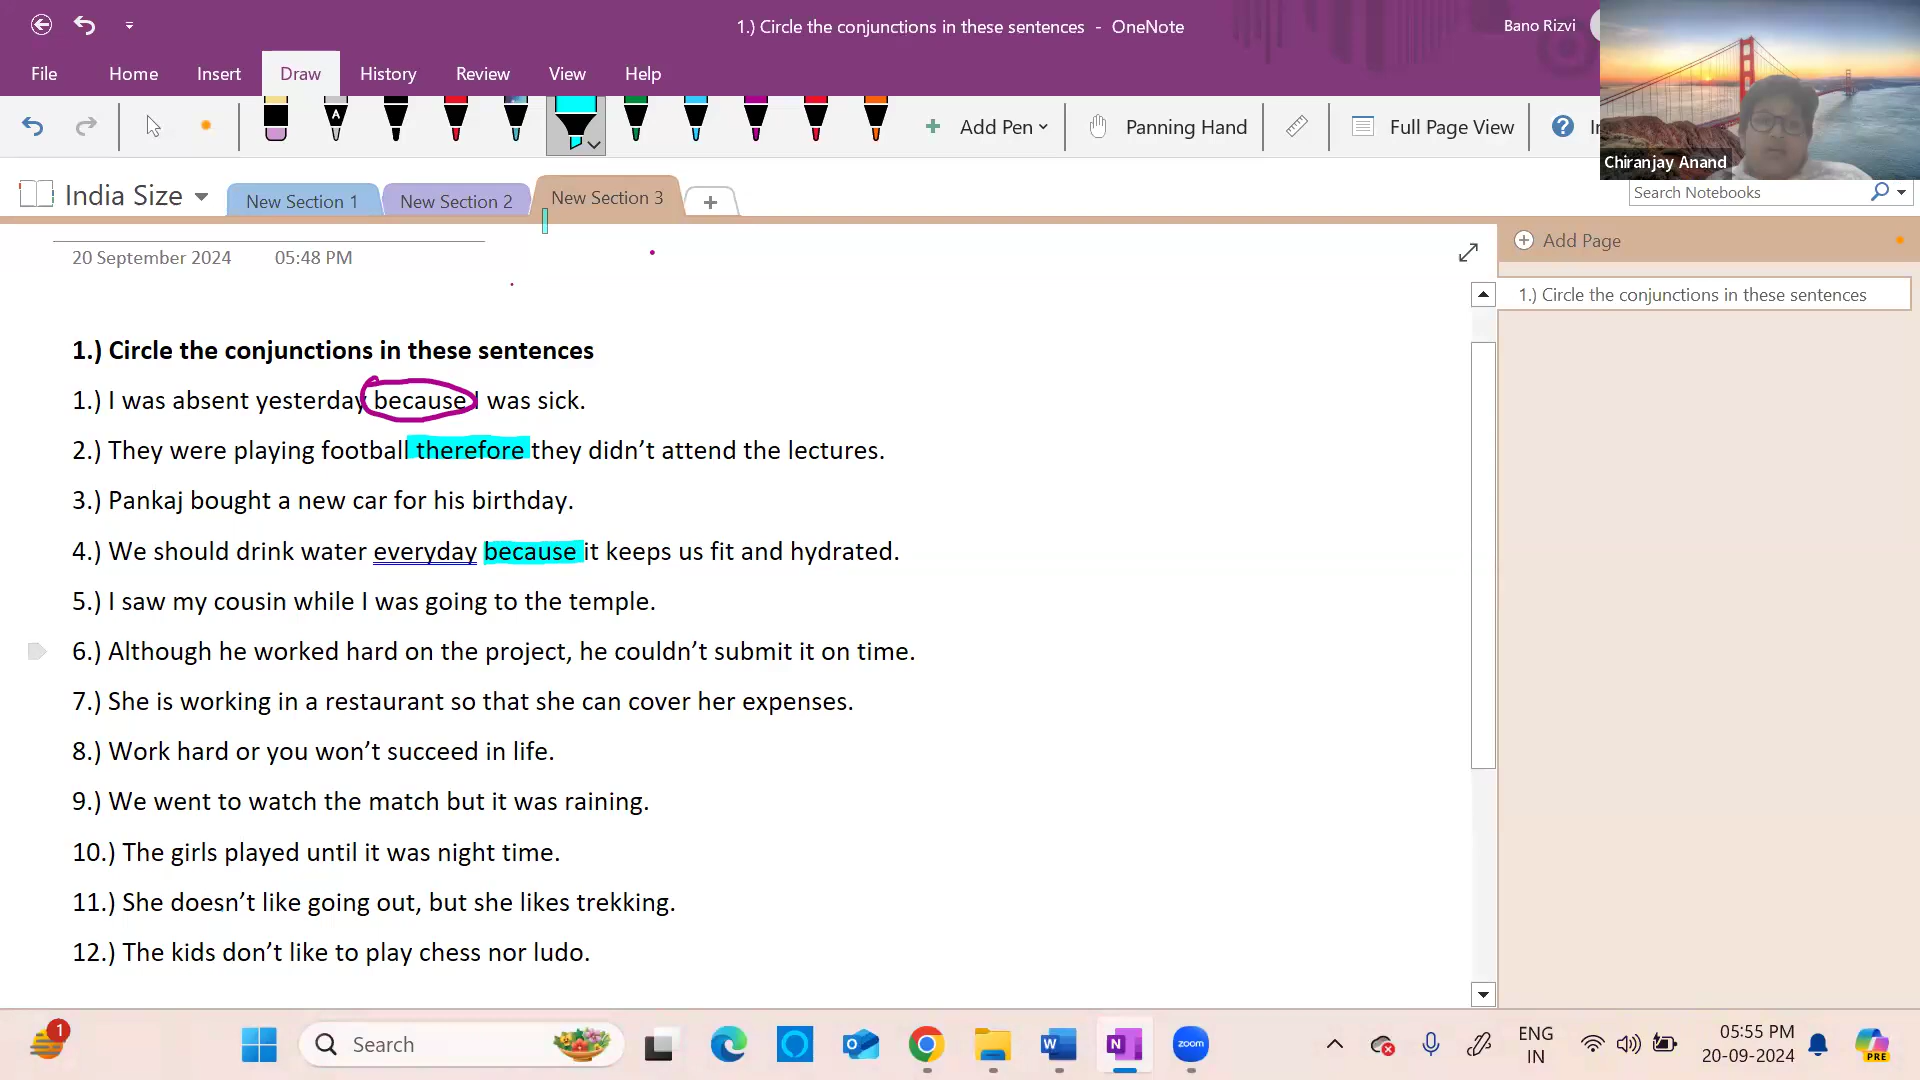 1.) Circle the conjunctions in these sentences - OneNote
Bano Rizvi
File Home Insert Draw History Review View Help
Add Pen Panning Hand Full Page View
Chiranjay Anand
India Size New Section 1 New Section 2 New Section 3
Search Notebooks
20 September 2024 05:48 PM
Add Page
1.) Circle the conjunctions in these sentences
1.) Circle the conjunctions in these sentences
1.) I was absent yesterday because I was sick.
2.) They were playing football therefore they didn’t attend the lectures.
3.) Pankaj bought a new car for his birthday.
4.) We should drink water everyday because it keeps us fit and hydrated.
5.) I saw my cousin while I was going to the temple.
6.) Although he worked hard on the project, he couldn’t submit it on time.
7.) She is working in a restaurant so that she can cover her expenses.
8.) Work hard or you won’t succeed in life.
9.) We went to watch the match but it was raining.
10.) The girls played until it was night time.
11.) She doesn’t like going out, but she likes trekking.
12.) The kids don’t like to play chess nor ludo.
1
Search
zoom
ENG
IN
05:55 PM
20-09-2024
PRE